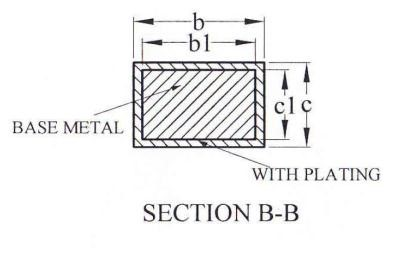 b
b1
c1 c
BASE METAL
WITH PLATING
SECTION B-B